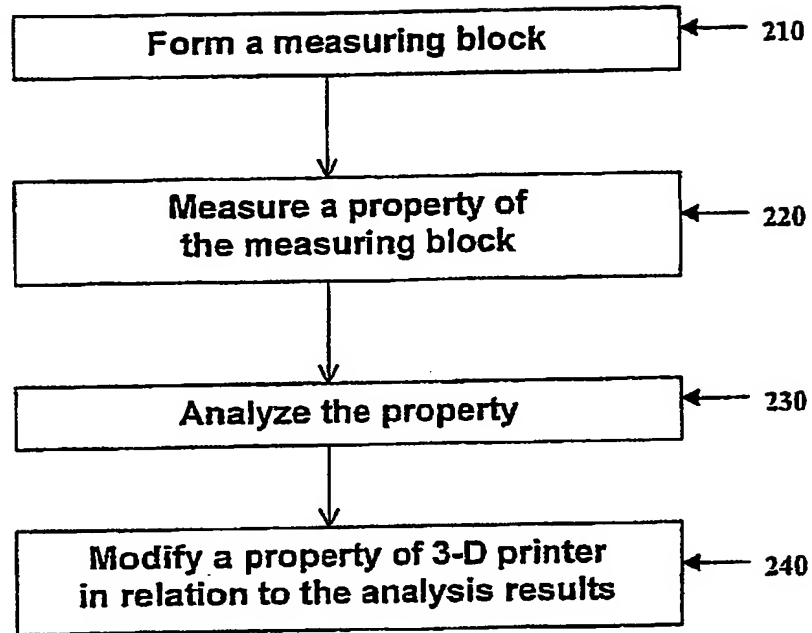 Form a measuring block
210
Measure a property of
the measuring block
220
Analyze the property
230
Modify a property of 3-D printer
in relation to the analysis results
240